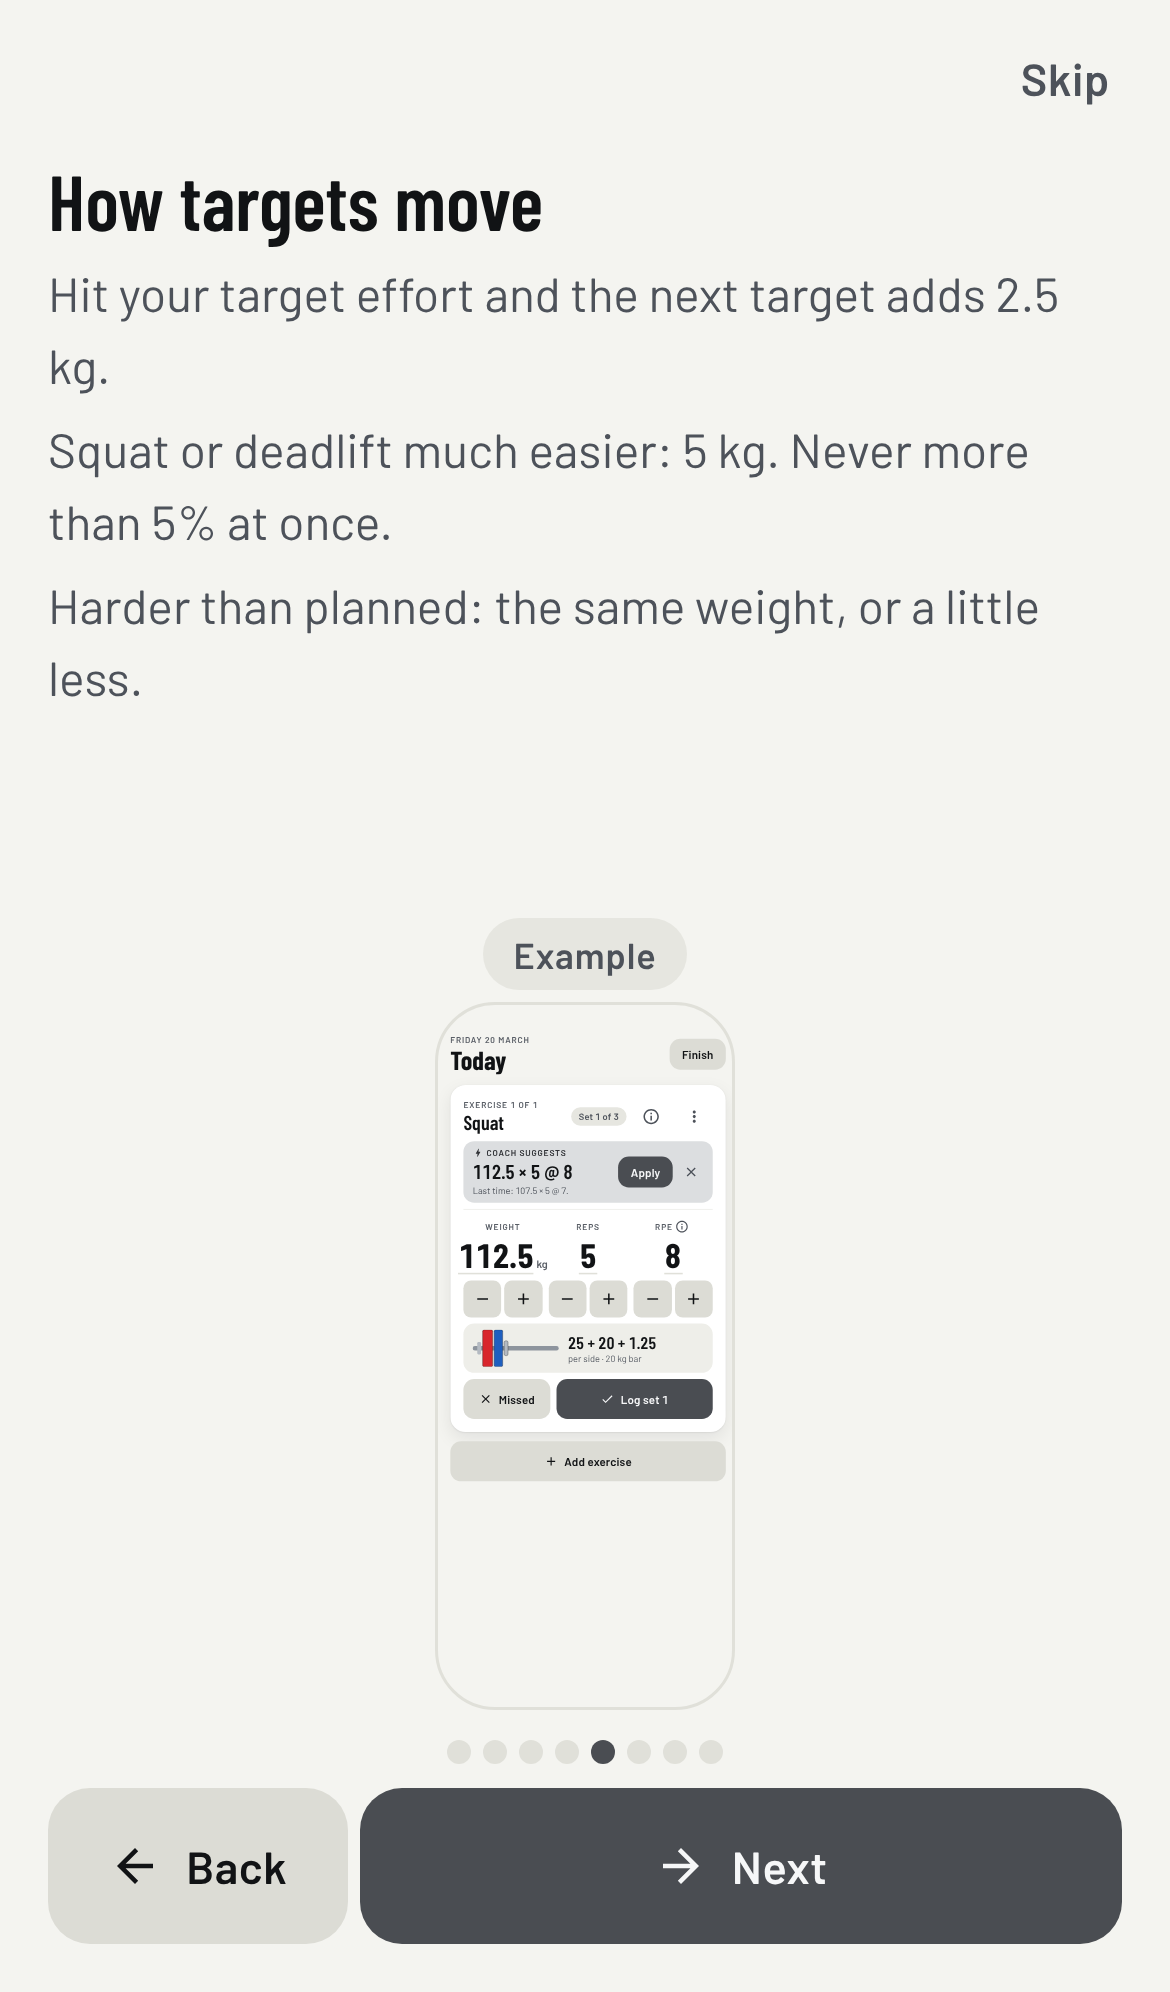 Skip
How targets move
Hit your target effort and the next target adds 2.5
kg.
Squat or deadlift much easier: 5 kg. Never more
than 5% at once.
Harder than planned: the same weight, or a little
less.
Example
FRIDAY 20 MARCH
Today
Finish
EXERCISE 1 OF 1
Squat
Set 1 of 3
COACH SUGGESTS
112.5 × 5 @ 8
Last time: 107.5 × 5 @ 7.
Apply
WEIGHT REPS RPE
112.5 kg 5 8
25 + 20 + 1.25
per side · 20 kg bar
Missed
Log set 1
Add exercise
Back
Next